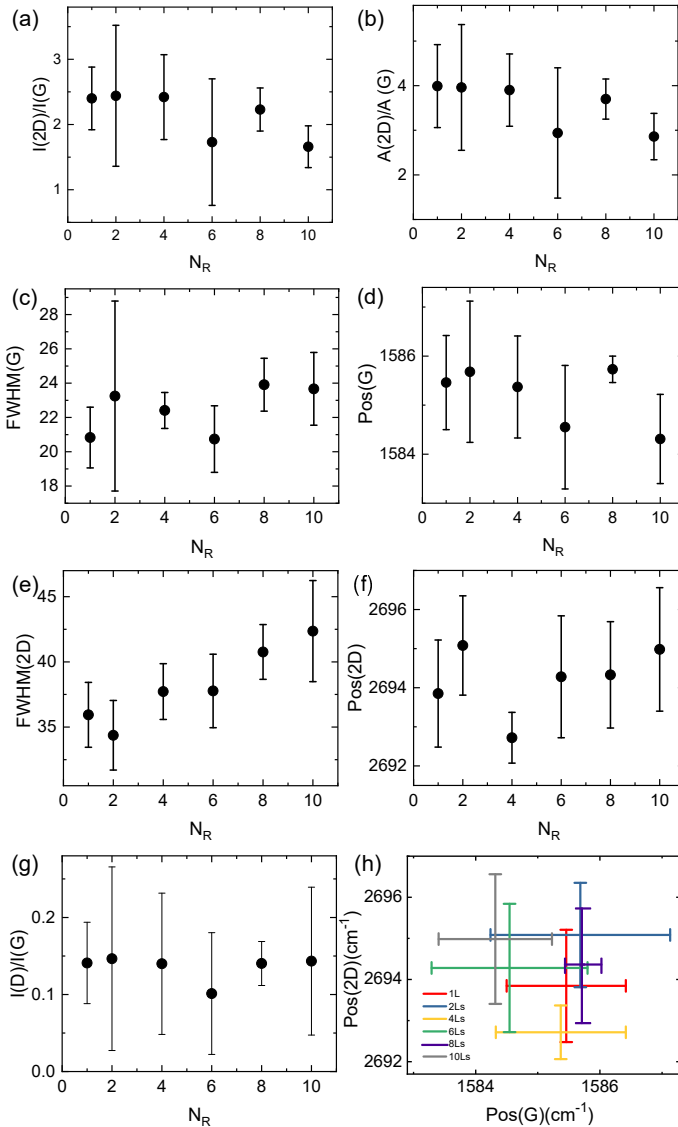 (a)
I(2D)/I(G)
3
2
1
0 2 4 6 8 10
N_R
(b)
A(2D)/A (G)
4
2
0 2 4 6 8 10
N_R
(c)
FWHM(G)
28
26
24
22
20
18
0 2 4 6 8 10
N_R
(d)
Pos(G)
1586
1584
0 2 4 6 8 10
N_R
(e)
FWHM(2D)
45
40
35
0 2 4 6 8 10
N_R
(f)
Pos(2D)
2696
2694
2692
0 2 4 6 8 10
N_R
(g)
I(D)/I(G)
0.2
0.1
0.0
0 2 4 6 8 10
N_R
(h)
Pos(2D)(cm⁻¹)
2696
2694
2692
1L
2Ls
4Ls
6Ls
8Ls
10Ls
1584 1586
Pos(G)(cm⁻¹)